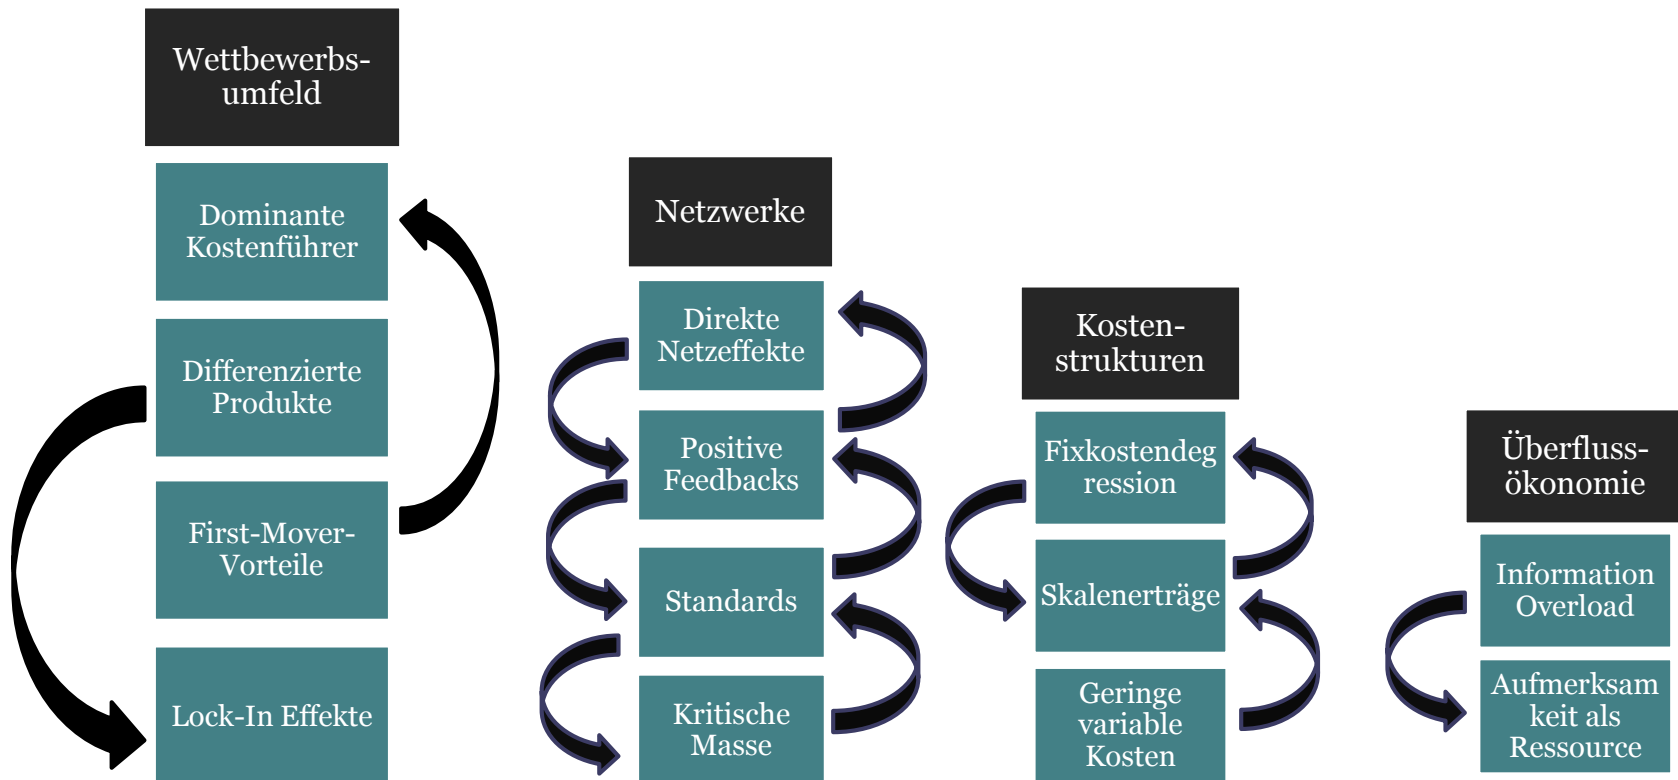 Wettbewerbs-
umfeld
Dominante
Kostenführer
Differenzierte
Produkte
First-Mover-
Vorteile
Lock-In Effekte
Netzwerke
Direkte
Netzeffekte
Positive
Feedbacks
Standards
Kritische
Masse
Kosten-
strukturen
Fixkostendeg
ression
Skalenerträge
Geringe
variable
Kosten
Überfluss-
ökonomie
Information
Overload
Aufmerksam
keit als
Ressource